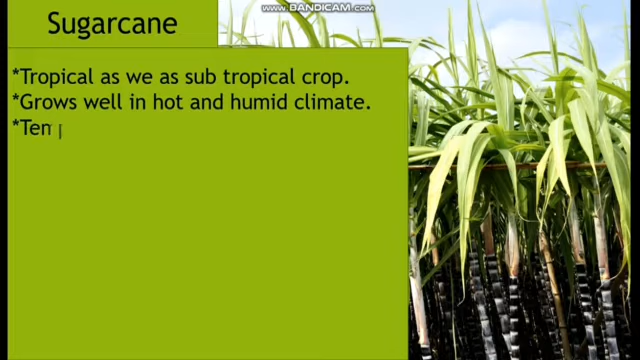 www.BANDICAM.com
Sugarcane
*Tropical as we as sub tropical crop.
*Grows well in hot and humid climate.